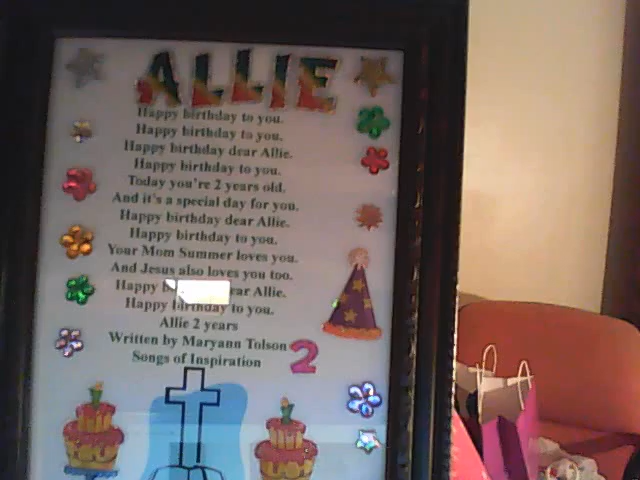 ALLIE
Happy birthday to you.
Happy birthday to you.
Happy birthday dear Allie.
Happy birthday to you.
Today you're 2 years old.
And it's a special day for you.
Happy birthday dear Allie.
Happy birthday to you.
Your Mom Summer loves you.
And Jesus also loves you too.
Happy Allie.
Happy birthday to you.
Allie 2 years
Written by Maryann Tolson
Songs of Inspiration
2